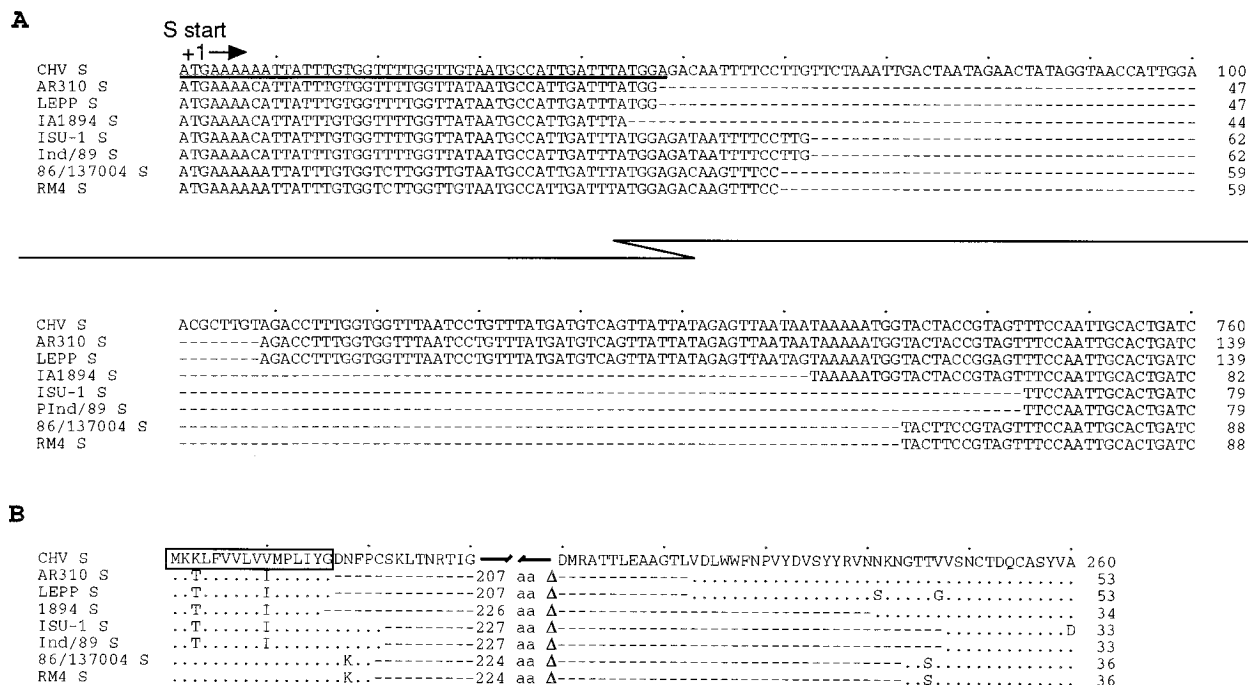 A
S start
+1
CHV S ATGAAAAAATTATTTGTGGTTTTGGTTGTAATGCCATTGATTTATGGAGACAATTTTCCTTGTTCTAAATTGACTAATAGAACTATAGGTAACCATTGGA 100
AR310 S ATGAAAACATTATTTGTGGTTTTGGTTATAATGCCATTGATTTATGG----------------------------------------------------- 47
LEPP S ATGAAAACATTATTTGTGGTTTTGGTTATAATGCCATTGATTTATGG----------------------------------------------------- 47
IA1894 S ATGAAAACATTATTTGTGGTTTTGGTTATAATGCCATTGATTTA-------------------------------------------------------- 44
ISU-1 S ATGAAAACATTATTTGTGGTTTTGGTTATAATGCCATTGATTTATGGAGATAATTTTCCTTG-------------------------------------- 62
Ind/89 S ATGAAAACATTATTTGTGGTTTTGGTTATAATGCCATTGATTTATGGAGATAATTTTCCTTG-------------------------------------- 62
86/137004 S ATGAAAAAATTATTTGTGGTCTTGGTTGTAATGCCATTGATTTATGGAGACAAGTTTCC----------------------------------------- 59
RM4 S ATGAAAAAATTATTTGTGGTCTTGGTTGTAATGCCATTGATTTATGGAGACAAGTTTCC----------------------------------------- 59
CHV S ACGCTTGTAGACCTTTGGTGGTTTAATCCTGTTTATGATGTCAGTTATTATAGAGTTAATAATAAAAATGGTACTACCGTAGTTTCCAATTGCACTGATC 760
AR310 S --------AGACCTTTGGTGGTTTAATCCTGTTTATGATGTCAGTTATTATAGAGTTAATAATAAAAATGGTACTACCGTAGTTTCCAATTGCACTGATC 139
LEPP S --------AGACCTTTGGTGGTTTAATCCTGTTTATGATGTCAGTTATTATAGAGTTAATAGTAAAAATGGTACTACCGGAGTTTCCAATTGCACTGATC 139
IA1894 S --------------------------------------------------------------TAAAAATGGTACTACCGTAGTTTCCAATTGCACTGATC 82
ISU-1 S -----------------------------------------------------------------------------------TTCCAATTGCACTGATC 79
PInd/89 S -----------------------------------------------------------------------------------TTCCAATTGCACTGATC 79
86/137004 S -----------------------------------------------------------------------TACTTCCGTAGTTTCCAATTGCACTGATC 88
RM4 S -----------------------------------------------------------------------TACTTCCGTAGTTTCCAATTGCACTGATC 88
B
CHV S MKKLFVVLVVMPLIYGDNFPCSKLTNRTIG DMRATTLEAAGTLVDLWWFNPVYDVSYYRVNNKNGTTVVSNCTDQCASYVA 260
AR310 S ..T......I......--------------207 aa Δ-------------...................................... 53
LEPP S ..T......I......--------------207 aa Δ-------------..................S.....G.............. 53
1894 S ..T......I.....---------------226 aa Δ-------------------------------.................... 34
ISU-1 S ..T......I...........---------227 aa Δ--------------------------------------............D 33
Ind/89 S ..T......I...........---------227 aa Δ--------------------------------------............. 33
86/137004 S .................K..----------224 aa Δ----------------------------------..S.............. 36
RM4 S .................K..----------224 aa Δ----------------------------------..S.............. 36